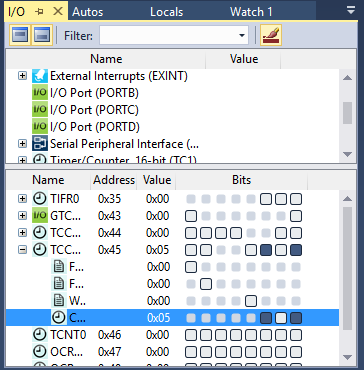 I/O Autos Locals Watch 1
Filter:
Name Value
External Interrupts (EXINT)
I/O I/O Port (PORTB)
I/O I/O Port (PORTC)
I/O I/O Port (PORTD)
Serial Peripheral Interface (...
Timer/Counter, 16-bit (TC1)
Name Address Value Bits
TIFR0 0x35 0x00
I/O GTC... 0x43 0x00
TCC... 0x44 0x00
TCC... 0x45 0x05
F... 0x00
F... 0x00
W... 0x00
C... 0x05
TCNT0 0x46 0x00
OCR... 0x47 0x00
OCR... 0x48 0x00